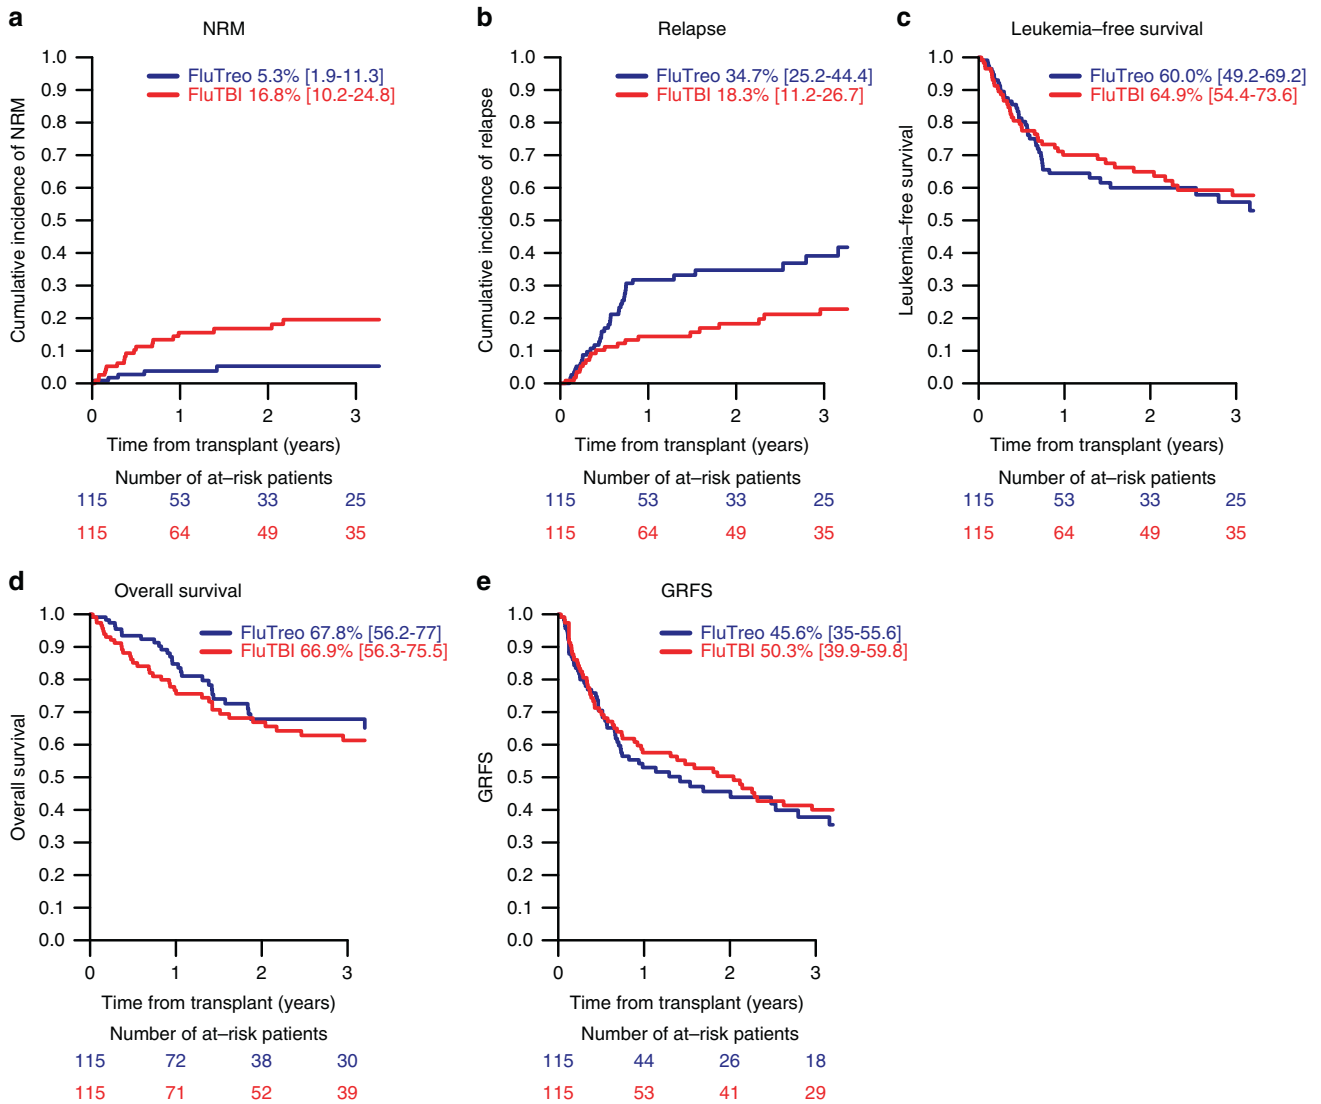 a
NRM
Cumulative incidence of NRM
1.0
0.9
0.8
0.7
0.6
0.5
0.4
0.3
0.2
0.1
0.0
FluTreo 5.3% [1.9-11.3]
FluTBI 16.8% [10.2-24.8]
0 1 2 3
Time from transplant (years)
Number of at–risk patients
115 53 33 25
115 64 49 35
b
Relapse
Cumulative incidence of relapse
1.0
0.9
0.8
0.7
0.6
0.5
0.4
0.3
0.2
0.1
0.0
FluTreo 34.7% [25.2-44.4]
FluTBI 18.3% [11.2-26.7]
0 1 2 3
Time from transplant (years)
Number of at–risk patients
115 53 33 25
115 64 49 35
c
Leukemia–free survival
Leukemia–free survival
1.0
0.9
0.8
0.7
0.6
0.5
0.4
0.3
0.2
0.1
0.0
FluTreo 60.0% [49.2-69.2]
FluTBI 64.9% [54.4-73.6]
0 1 2 3
Time from transplant (years)
Number of at–risk patients
115 53 33 25
115 64 49 35
d
Overall survival
Overall survival
1.0
0.9
0.8
0.7
0.6
0.5
0.4
0.3
0.2
0.1
0.0
FluTreo 67.8% [56.2-77]
FluTBI 66.9% [56.3-75.5]
0 1 2 3
Time from transplant (years)
Number of at–risk patients
115 72 38 30
115 71 52 39
e
GRFS
GRFS
1.0
0.9
0.8
0.7
0.6
0.5
0.4
0.3
0.2
0.1
0.0
FluTreo 45.6% [35-55.6]
FluTBI 50.3% [39.9-59.8]
0 1 2 3
Time from transplant (years)
Number of at–risk patients
115 44 26 18
115 53 41 29